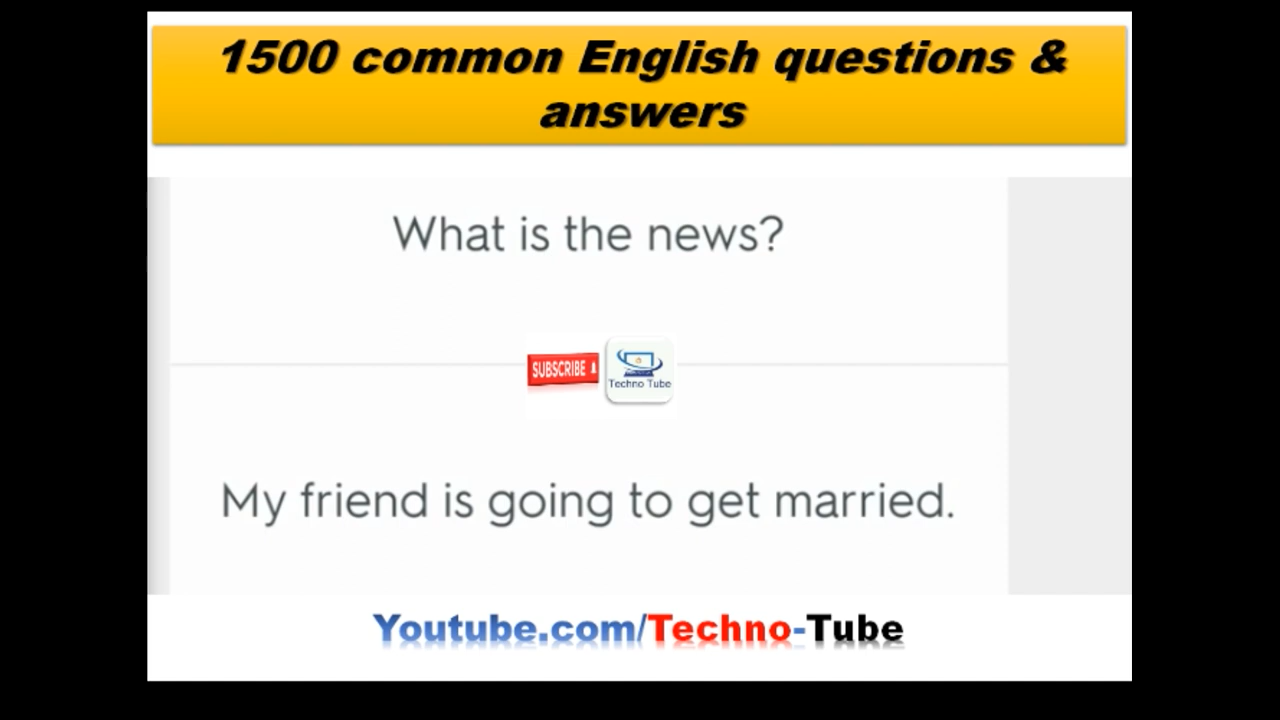 1500 common English questions &
answers
What is the news?
SUBSCRIBE
Techno Tube
My friend is going to get married.
Youtube.com/Techno-Tube